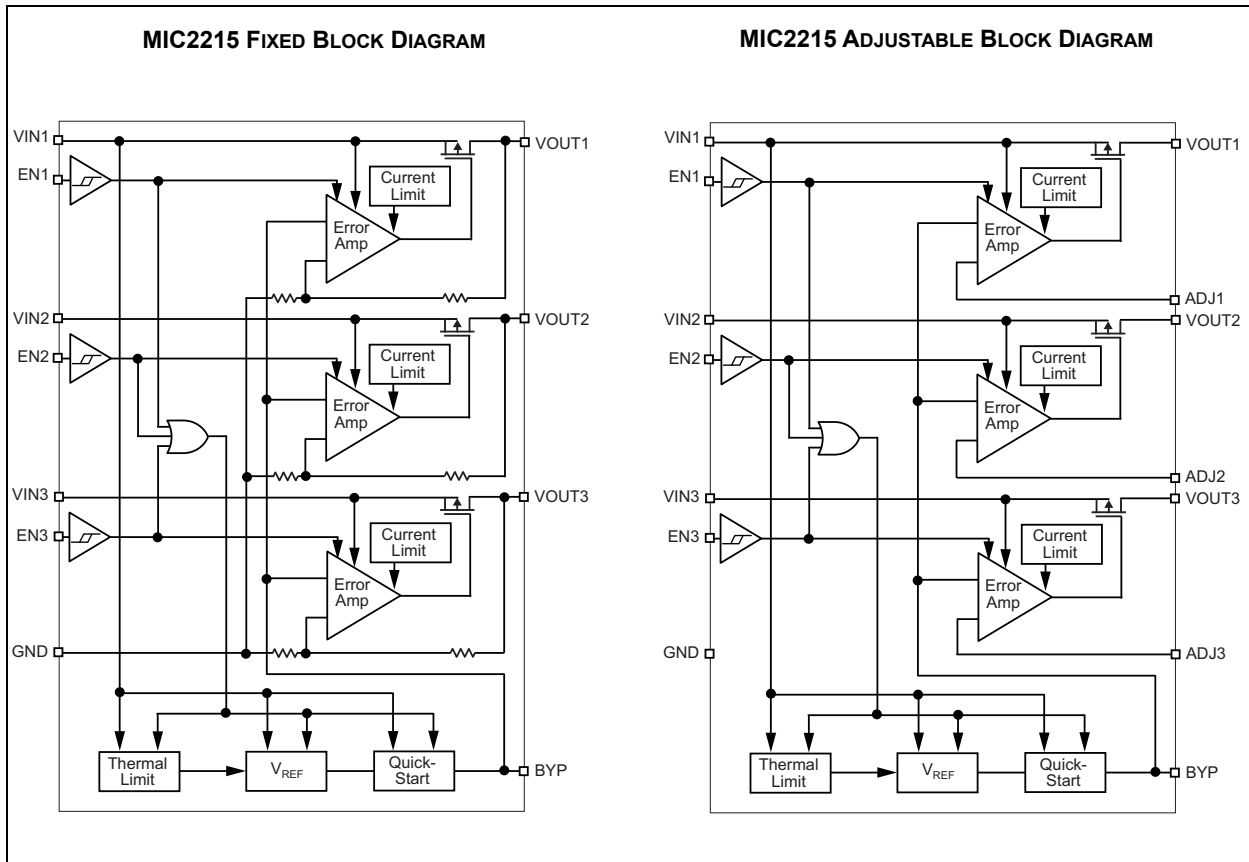 MIC2215 FIXED BLOCK DIAGRAM
VIN1
EN1
Current
Limit
Error
Amp
VOUT1
VIN2
EN2
Current
Limit
Error
Amp
VOUT2
VIN3
EN3
Current
Limit
Error
Amp
VOUT3
GND
Thermal
Limit
VREF
Quick-
Start
BYP
MIC2215 ADJUSTABLE BLOCK DIAGRAM
VIN1
EN1
Current
Limit
Error
Amp
VOUT1
ADJ1
VIN2
EN2
Current
Limit
Error
Amp
VOUT2
ADJ2
VIN3
EN3
Current
Limit
Error
Amp
VOUT3
GND
ADJ3
Thermal
Limit
VREF
Quick-
Start
BYP